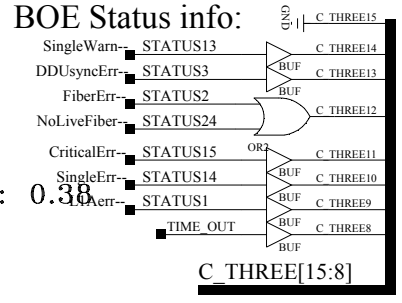 BOE Status info:
GND
C_THREE15
SingleWarn-- STATUS13 BUF C_THREE14
DDUsyncErr-- STATUS3 BUF C_THREE13
FiberErr-- STATUS2
NoLiveFiber-- STATUS24 OR2 C_THREE12
CriticalErr-- STATUS15 BUF C_THREE11
SingleErr-- STATUS14 BUF C_THREE10
: 0.38
STATUS1 BUF C_THREE9
TIME_OUT BUF C_THREE8
C_THREE[15:8]